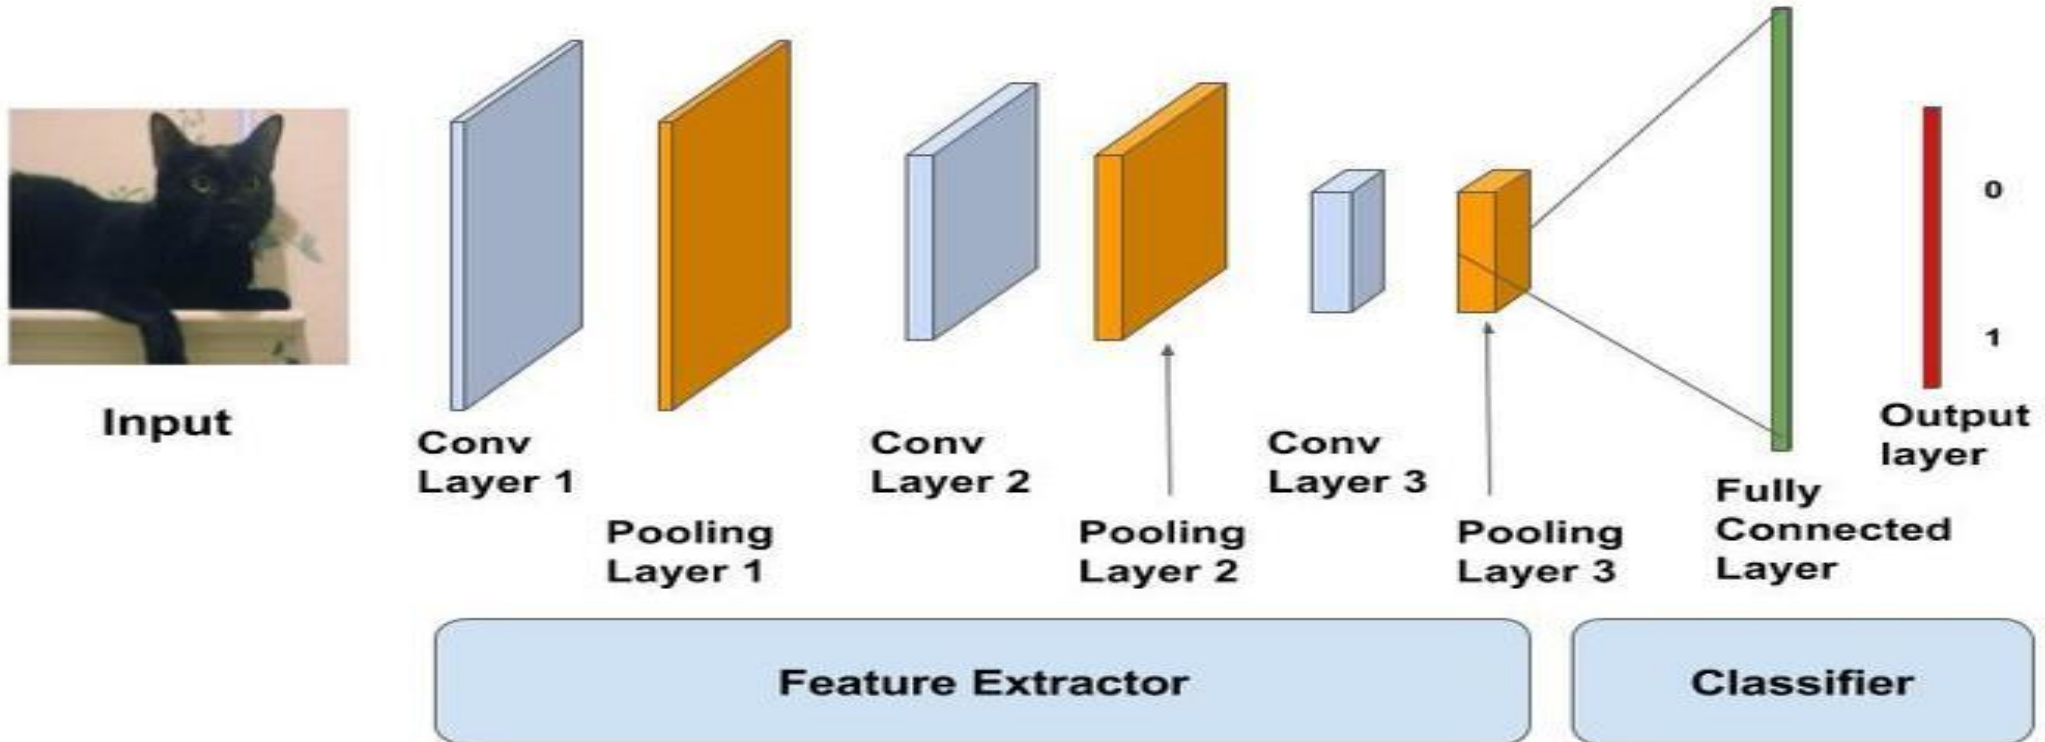 Input
Conv
Layer 1
Pooling
Layer 1
Conv
Layer 2
Pooling
Layer 2
Conv
Layer 3
Pooling
Layer 3
Fully
Connected
Layer
0
1
Output
layer
Feature Extractor
Classifier